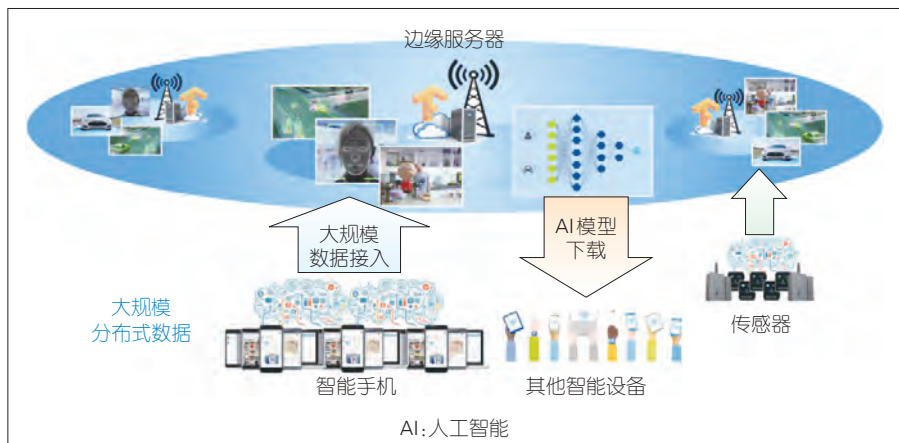 边缘服务器
大规模
数据接入
AI模型
下载
大规模
分布式数据
传感器
智能手机
其他智能设备
AI:人工智能